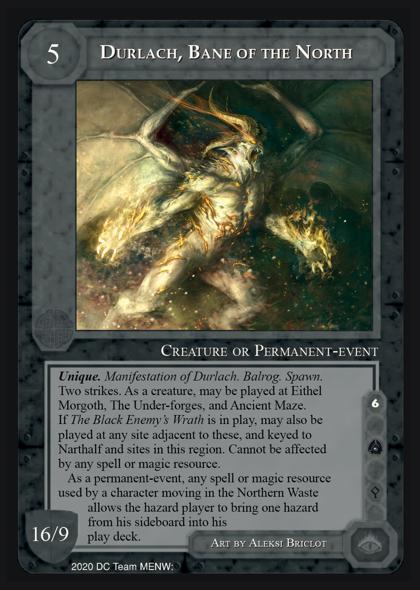 5
Durlach, Bane of the North
Creature or Permanent-event
Unique. Manifestation of Durlach. Balrog. Spawn.
Two strikes. As a creature, may be played at Eithel
Morgoth, The Under-forges, and Ancient Maze.
If The Black Enemy's Wrath is in play, may also be
played at any site adjacent to these, and keyed to
Narthalf and sites in this region. Cannot be affected
by any spell or magic resource.
As a permanent-event, any spell or magic resource
used by a character moving in the Northern Waste
allows the hazard player to bring one hazard
from his sideboard into his
play deck.
6
16/9
Art by Aleksi Briclot
2020 DC Team MENW: